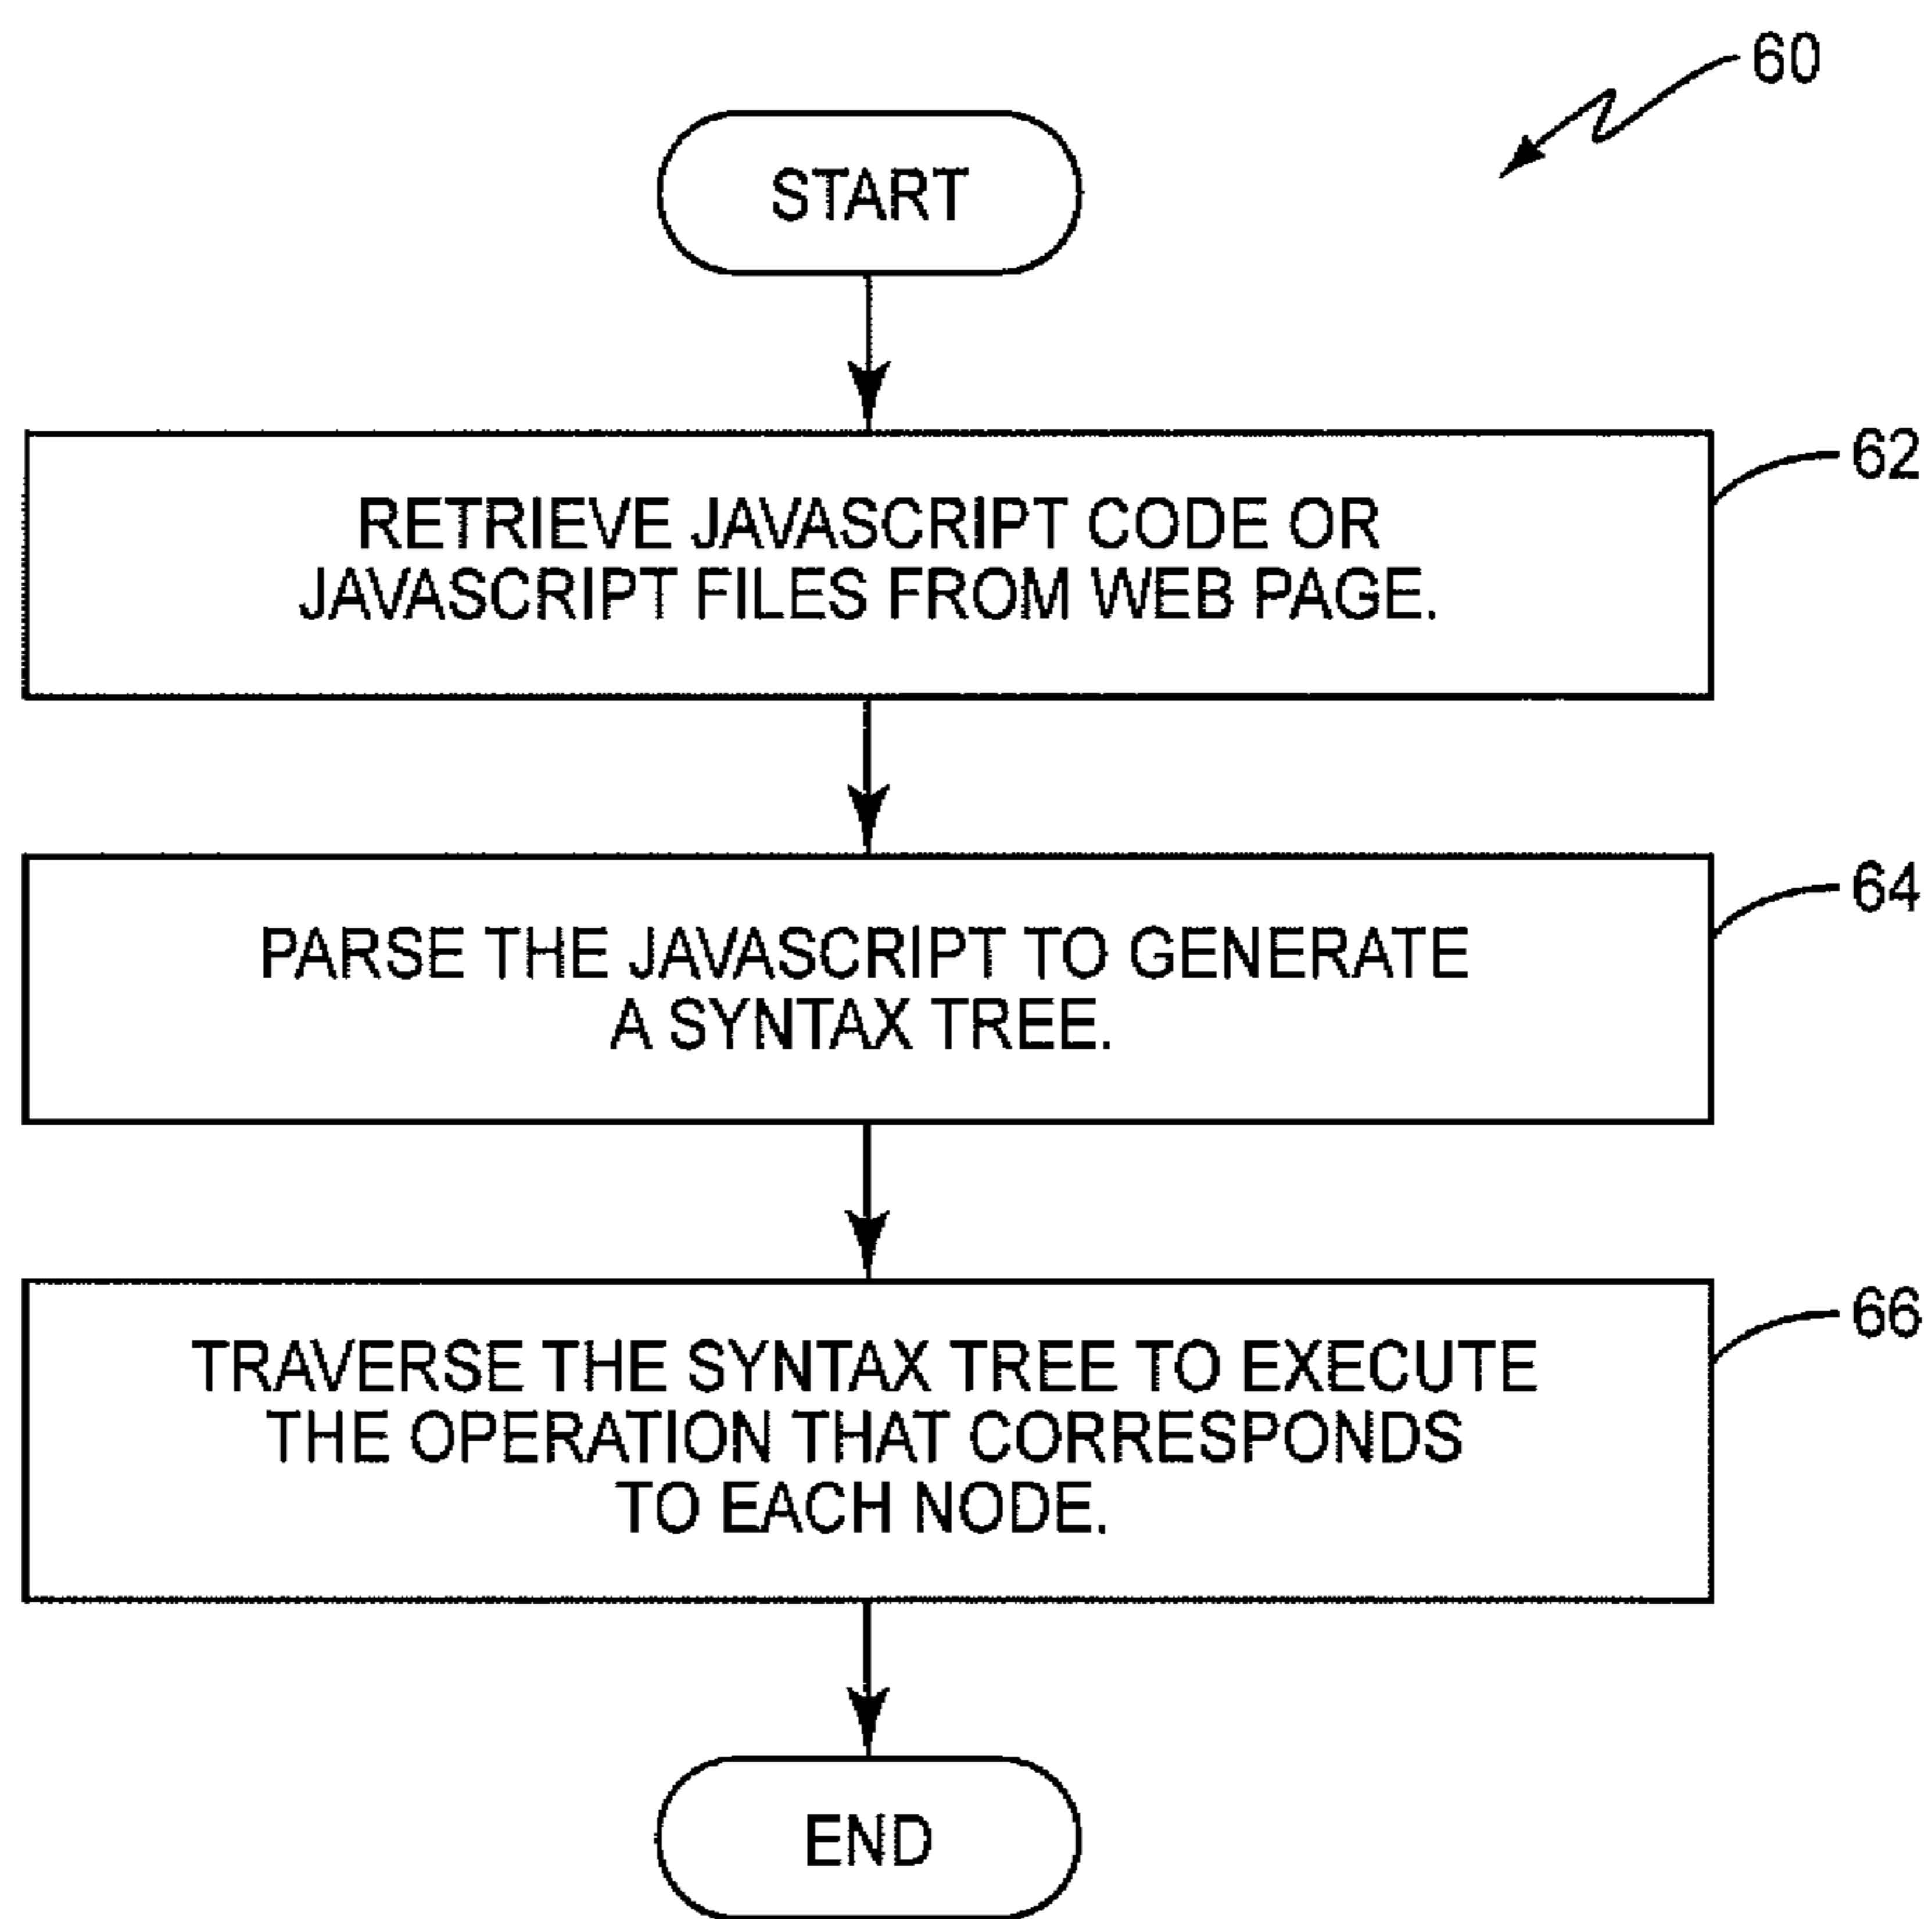 60
START
62
RETRIEVE JAVASCRIPT CODE OR
JAVASCRIPT FILES FROM WEB PAGE.
64
PARSE THE JAVASCRIPT TO GENERATE
A SYNTAX TREE.
66
TRAVERSE THE SYNTAX TREE TO EXECUTE
THE OPERATION THAT CORRESPONDS
TO EACH NODE.
END